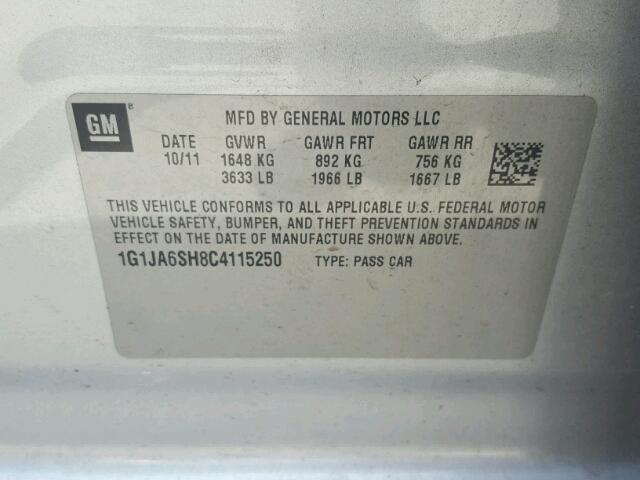 GM ®
MFD BY GENERAL MOTORS LLC
DATE GVWR GAWR FRT GAWR RR
10/11 1648 KG 892 KG 756 KG
3633 LB 1966 LB 1667 LB
THIS VEHICLE CONFORMS TO ALL APPLICABLE U.S. FEDERAL MOTOR
VEHICLE SAFETY, BUMPER, AND THEFT PREVENTION STANDARDS IN
EFFECT ON THE DATE OF MANUFACTURE SHOWN ABOVE.
1G1JA6SH8C4115250 TYPE: PASS CAR